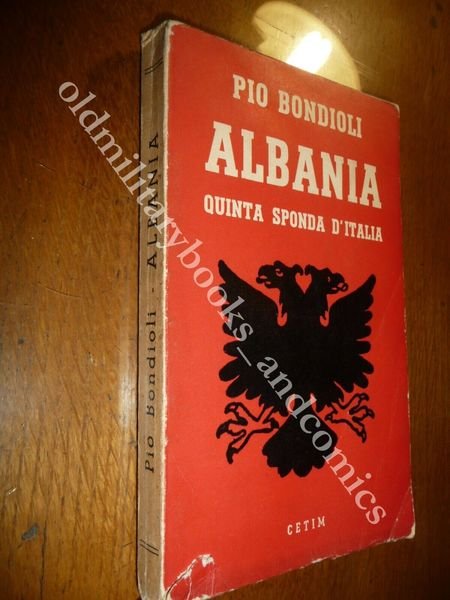 PIO BONDIOLI
ALBANIA
QUINTA SPONDA D'ITALIA
CETIM
Pio Bondioli - ALBANIA
oldmilitarybooks_andcomics